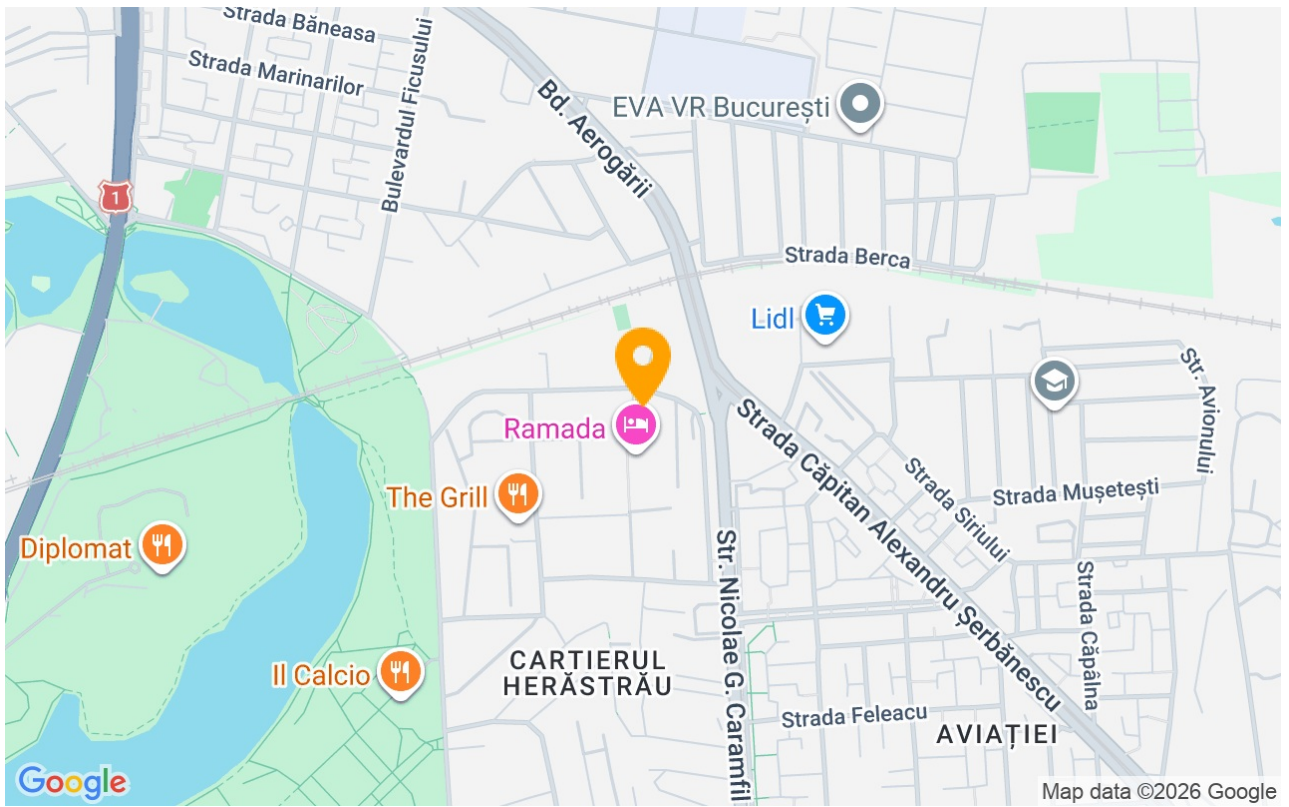 Strada Băneasa
Strada Marinarilor
Bulevardul Ficusului
Bd. Aerogării
EVA VR București
1
Strada Berca
Lidl
Str. Avionului
Ramada
Strada Căpitan Alexandru Șerbănescu
The Grill
Strada Siriului
Strada Mușetești
Diplomat
Str. Nicolae G. Caramfil
Strada Căpâlna
Il Calcio
CARTIERUL
HERĂSTRĂU
Strada Feleacu
AVIAȚIEI
Google
Map data ©2026 Google